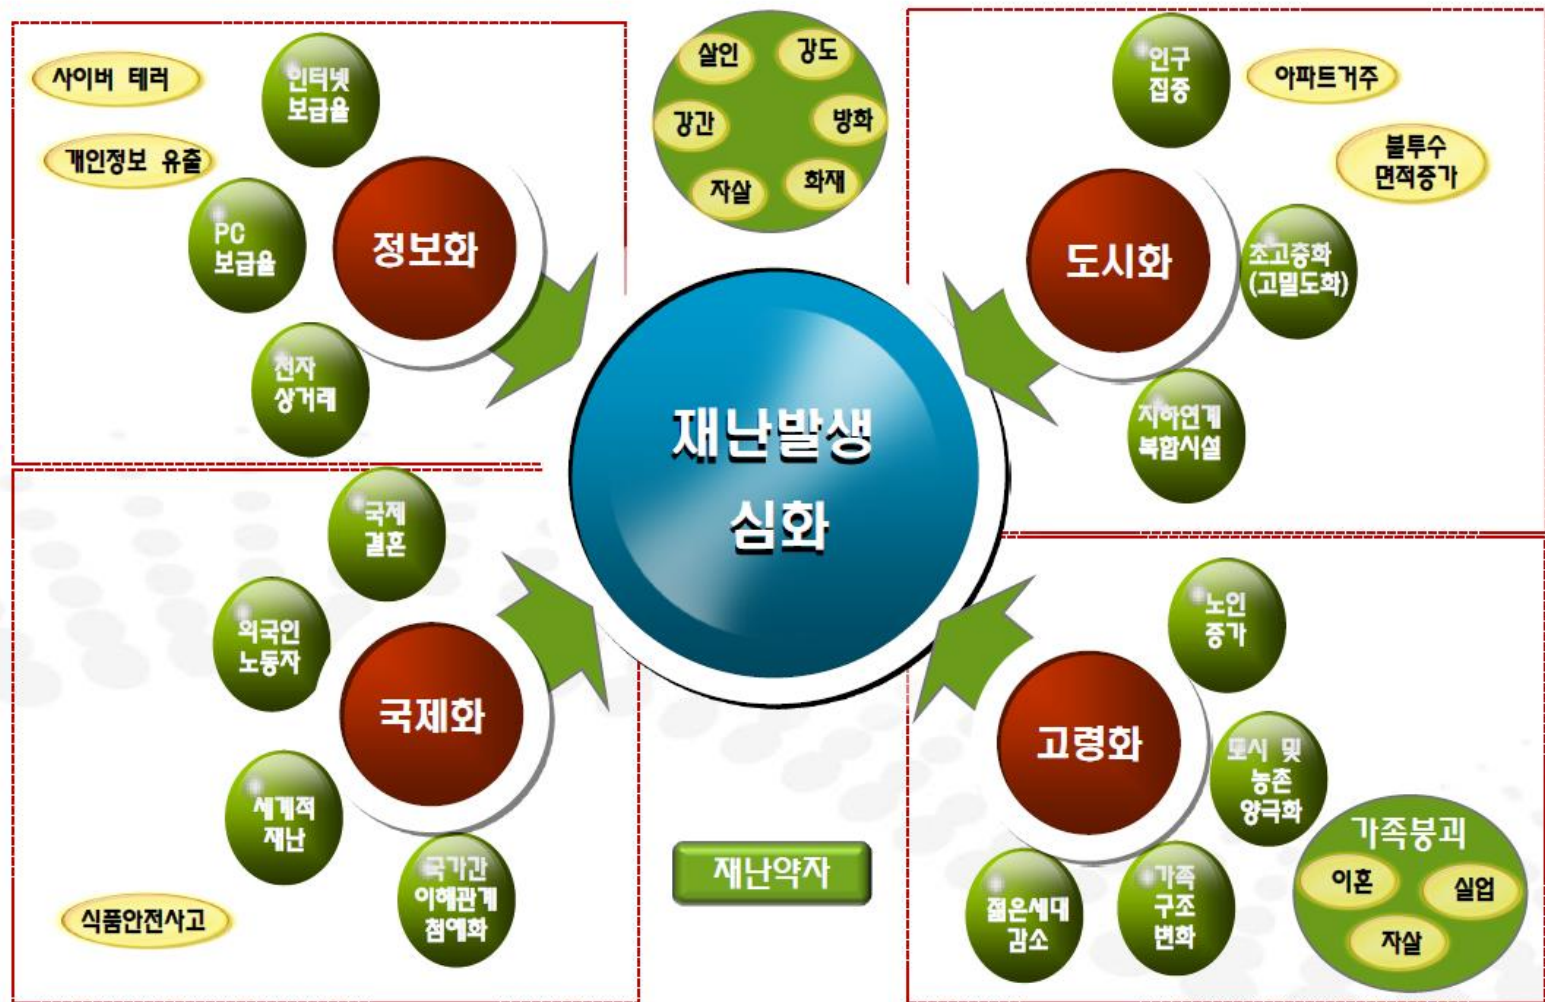 사이버 테러
인터넷
보급율
개인정보 유출
PC
보급율
정보화
전자
상거래
살인
강도
강간
방화
자살
화재
인구
집중
아파트거주
불투수
면적증가
도시화
초고층화
(고밀도화)
지하연계
복합시설
재난발생
심화
국제
결혼
외국인
노동자
국제화
세계적
재난
국가간
이해관계
첨예화
식품안전사고
재난약자
노인
증가
고령화
도시 및
농촌
양극화
젊은세대
감소
가족
구조
변화
가족붕괴
이혼
실업
자살